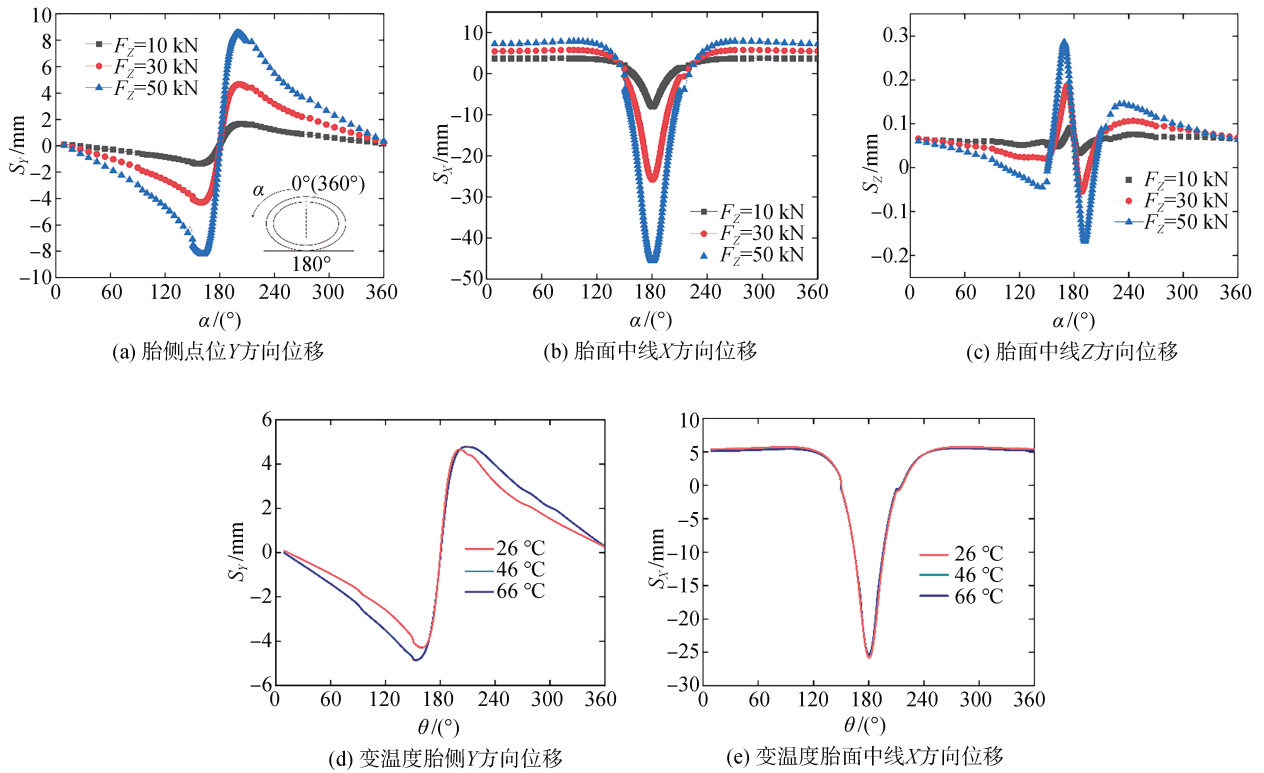 10
8
6
4
2
0
−2
−4
−6
−8
−10
S_Y/mm
F_Z=10 kN
F_Z=30 kN
F_Z=50 kN
α
0°(360°)
180°
0 60 120 180 240 300 360
α/(°)
(a) 胎侧点位Y方向位移
10
0
−10
−20
−30
−40
−50
S_X/mm
F_Z=10 kN
F_Z=30 kN
F_Z=50 kN
0 60 120 180 240 300 360
α/(°)
(b) 胎面中线X方向位移
0.3
0.2
0.1
0
−0.1
−0.2
S_Z/mm
F_Z=10 kN
F_Z=30 kN
F_Z=50 kN
0 60 120 180 240 300 360
α/(°)
(c) 胎面中线Z方向位移
6
4
2
0
−2
−4
−6
S_Y/mm
26 °C
46 °C
66 °C
0 60 120 180 240 300 360
θ/(°)
(d) 变温度胎侧Y方向位移
10
5
0
−5
−10
−15
−20
−25
−30
S_X/mm
26 °C
46 °C
66 °C
0 60 120 180 240 300 360
θ/(°)
(e) 变温度胎面中线X方向位移